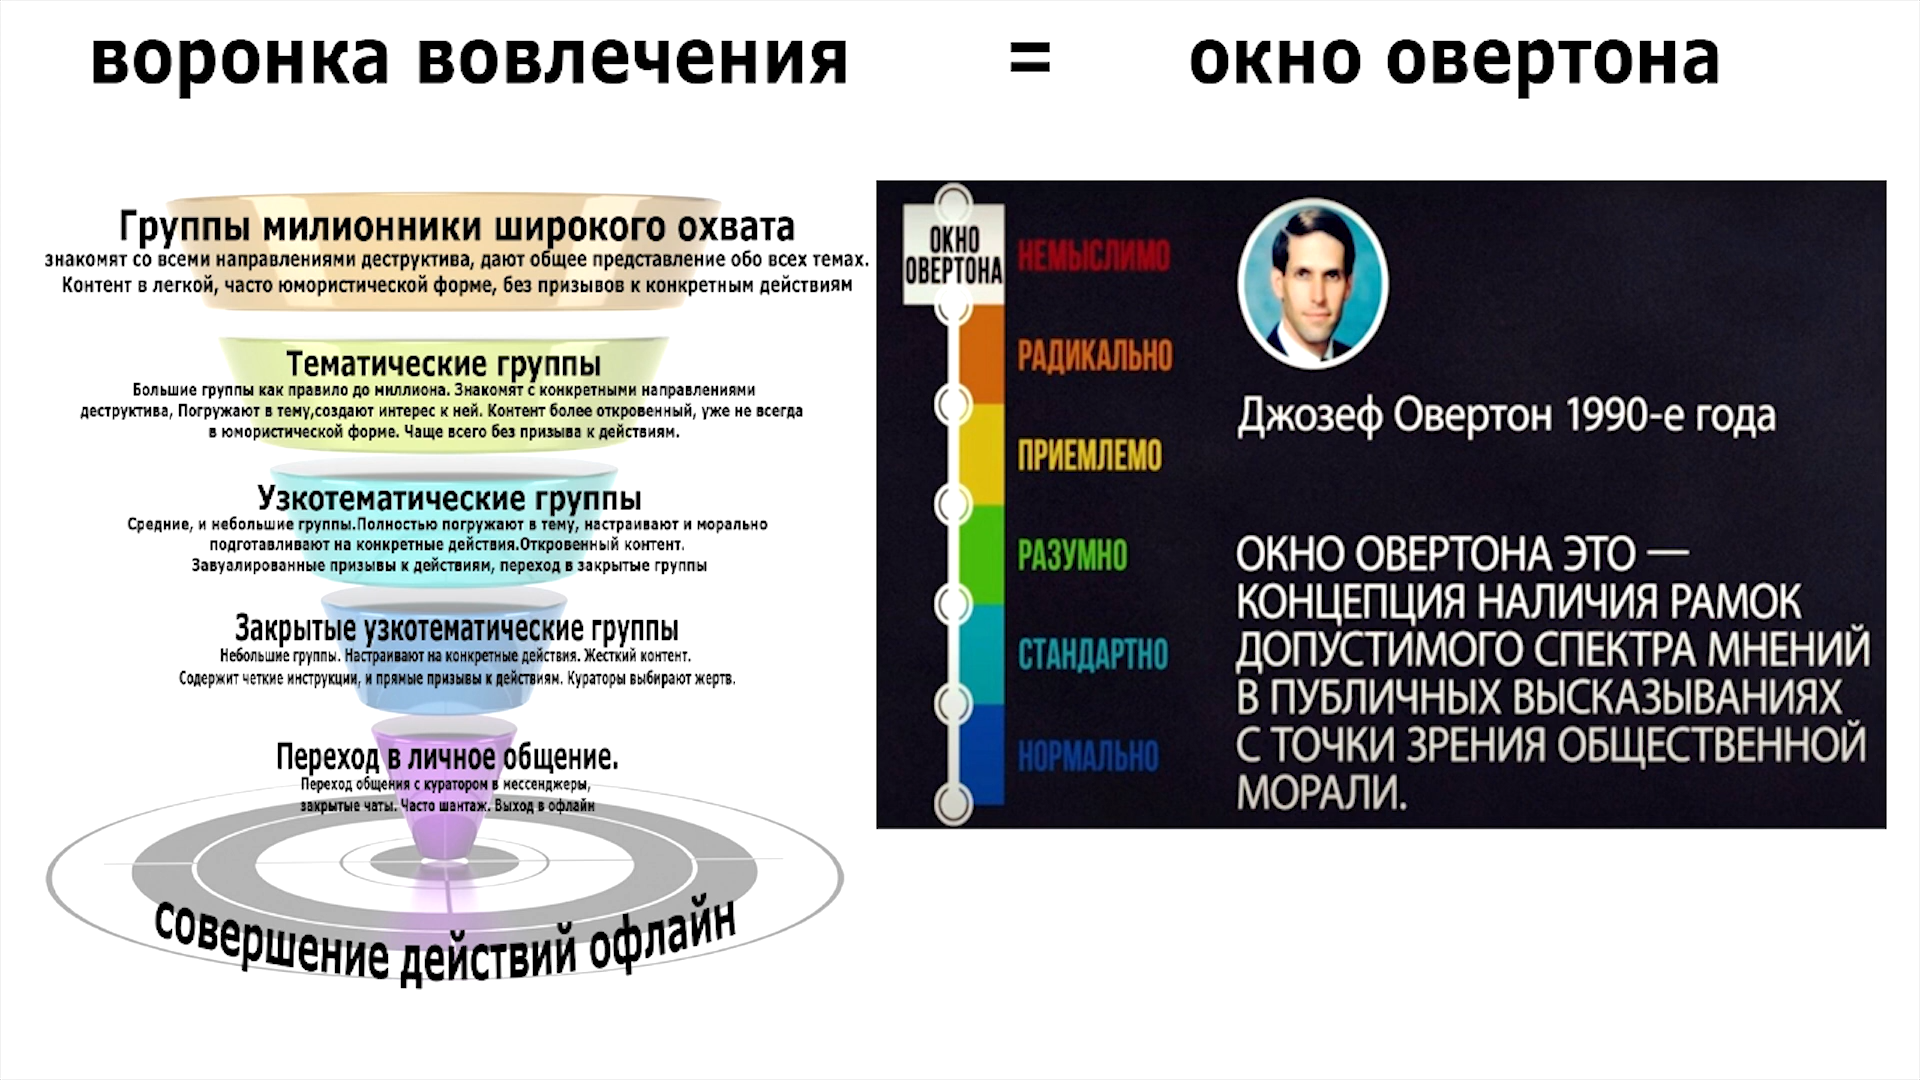 воронка вовлечения = окно овертона
Группы милионники широкого охвата
знакомят со всеми направлениями деструктива, дают общее представление обо всех темах.
Контент в легкой, часто юмористической форме, без призывов к конкретным действиям
Тематические группы
Большие группы как правило до миллиона. Знакомят с конкретными направлениями
деструктива, Погружают в тему,создают интерес к ней. Контент более откровенный, уже не всегда
в юмористической форме. Чаще всего без призыва к действиям.
Узкотематические группы
Средние, и небольшие группы.Полностью погружают в тему, настраивают и морально
подготавливают на конкретные действия.Откровенный контент.
Завуалированные призывы к действиям, переход в закрытые группы
Закрытые узкотематические группы
Небольшие группы. Настраивают на конкретные действия. Жесткий контент.
Содержит четкие инструкции, и прямые призывы к действиям. Кураторы выбирают жертв.
Переход в личное общение.
Переход общения с куратором в мессенджеры,
закрытые чаты. Часто шантаж. Выход в офлайн
совершение действий офлайн
ОКНО
ОВЕРТОНА
НЕМЫСЛИМО
РАДИКАЛЬНО
ПРИЕМЛЕМО
РАЗУМНО
СТАНДАРТНО
НОРМАЛЬНО
Джозеф Овертон 1990-е года
ОКНО ОВЕРТОНА ЭТО —
КОНЦЕПЦИЯ НАЛИЧИЯ РАМОК
ДОПУСТИМОГО СПЕКТРА МНЕНИЙ
В ПУБЛИЧНЫХ ВЫСКАЗЫВАНИЯХ
С ТОЧКИ ЗРЕНИЯ ОБЩЕСТВЕННОЙ
МОРАЛИ.